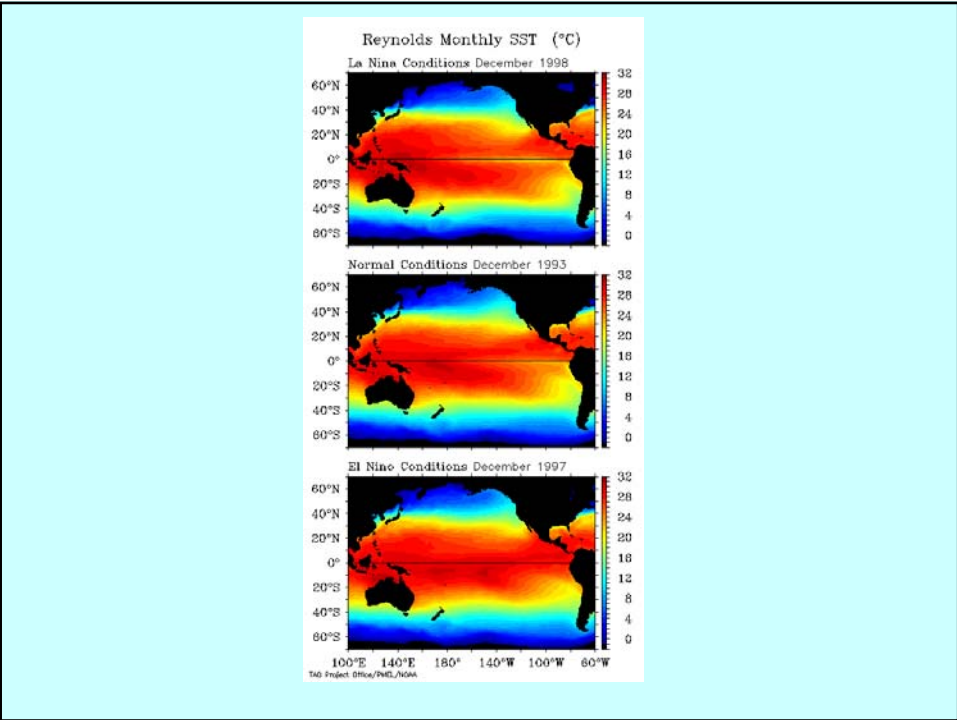 Reynolds Monthly SST (°C)
La Nina Conditions December 1998
60°N
40°N
20°N
0°
20°S
40°S
60°S
32
28
24
20
16
12
8
4
0
Normal Conditions December 1993
60°N
40°N
20°N
0°
20°S
40°S
60°S
32
28
24
20
16
12
8
4
0
El Nino Conditions December 1997
60°N
40°N
20°N
0°
20°S
40°S
60°S
32
28
24
20
16
12
8
4
0
100°E 140°E 180° 140°W 100°W 60°W
TAO Project Office/PMEL/NOAA